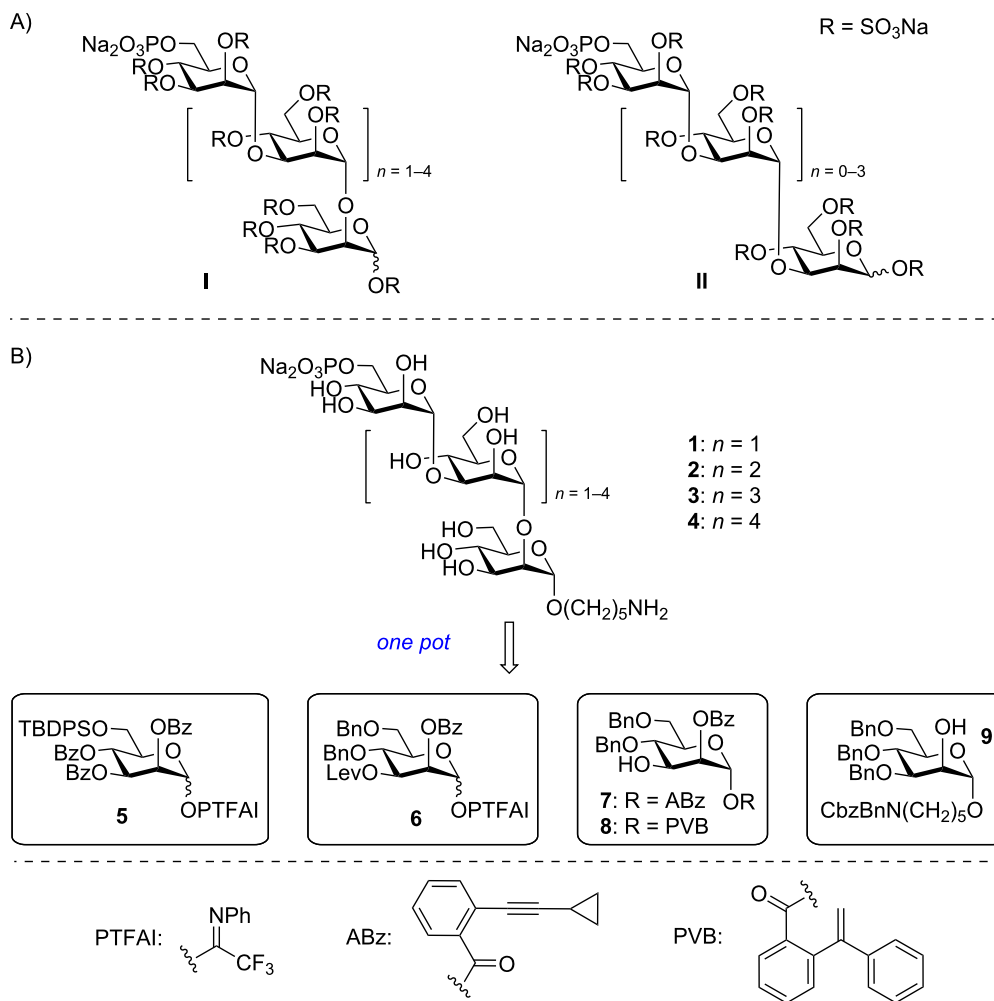 A)
R = SO₃Na
Na₂O₃PO
OR
RO
RO
OR
OR
O
RO
O
O
n = 1–4
O
RO
RO
RO
O
OR
I
Na₂O₃PO
OR
RO
RO
O
OR
OR
RO
O
O
n = 0–3
OR
OR
RO
O
O
OR
II
B)
Na₂O₃PO
OH
HO
HO
O
OH
OH
HO
O
O
n = 1–4
O
HO
HO
HO
O
O(CH₂)₅NH₂
1: n = 1
2: n = 2
3: n = 3
4: n = 4
one pot
TBDPSO
OBz
BzO
BzO
O
OPTFAI
5
BnO
OBz
BnO
LevO
O
OPTFAI
6
BnO
OBz
BnO
HO
O
OR
7: R = ABz
8: R = PVB
BnO
OH
9
BnO
BnO
O
CbzBnN(CH₂)₅O
PTFAI:
NPh
CF₃
ABz:
O
PVB:
O